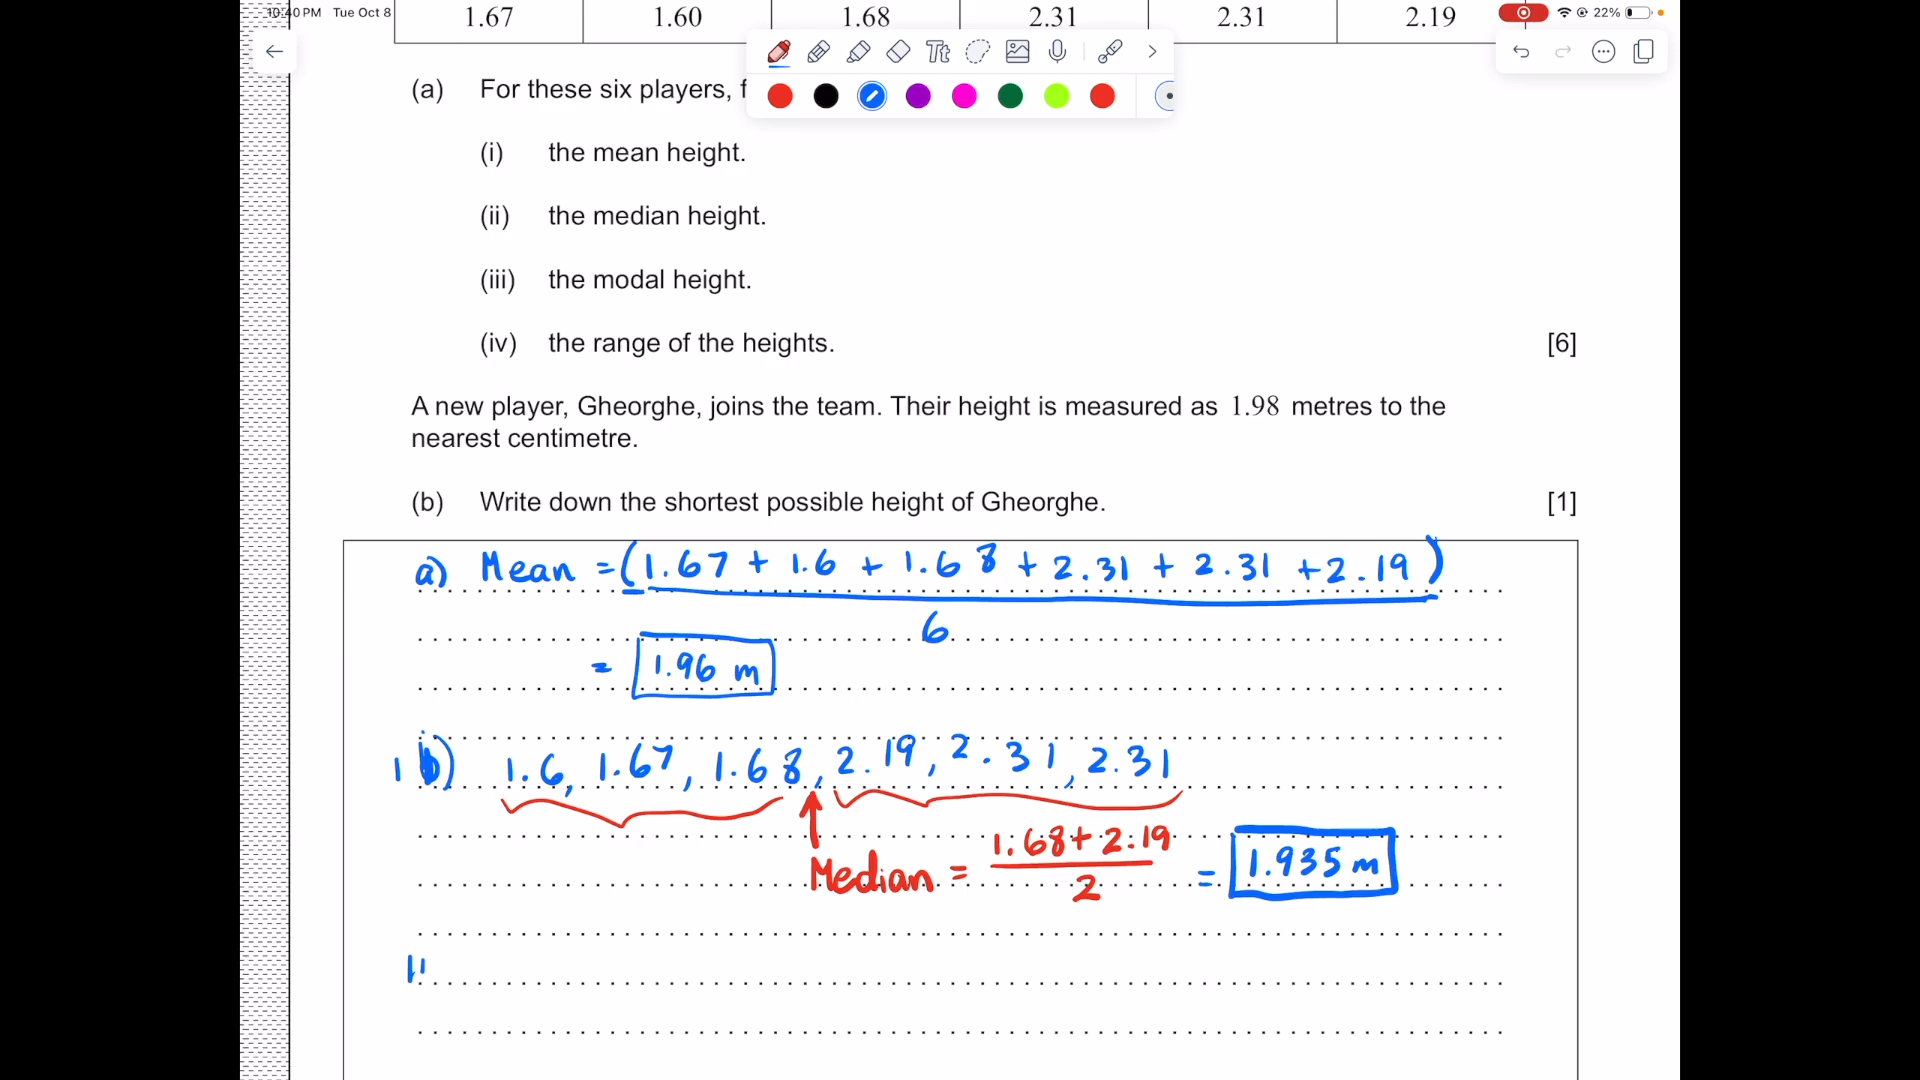 10:40 PM Tue Oct 8
22%
1.67 1.60 1.68 2.31 2.31 2.19
Tt
(a) For these six players, f
(i) the mean height.
(ii) the median height.
(iii) the modal height.
(iv) the range of the heights. [6]
A new player, Gheorghe, joins the team. Their height is measured as 1.98 metres to the
nearest centimetre.
(b) Write down the shortest possible height of Gheorghe. [1]
a) Mean = (1.67 + 1.6 + 1.68 + 2.31 + 2.31 + 2.19)
6
= 1.96 m
1.6, 1.67, 1.68, 2.19, 2.31, 2.31
Median = 1.68 + 2.19
2
= 1.935 m